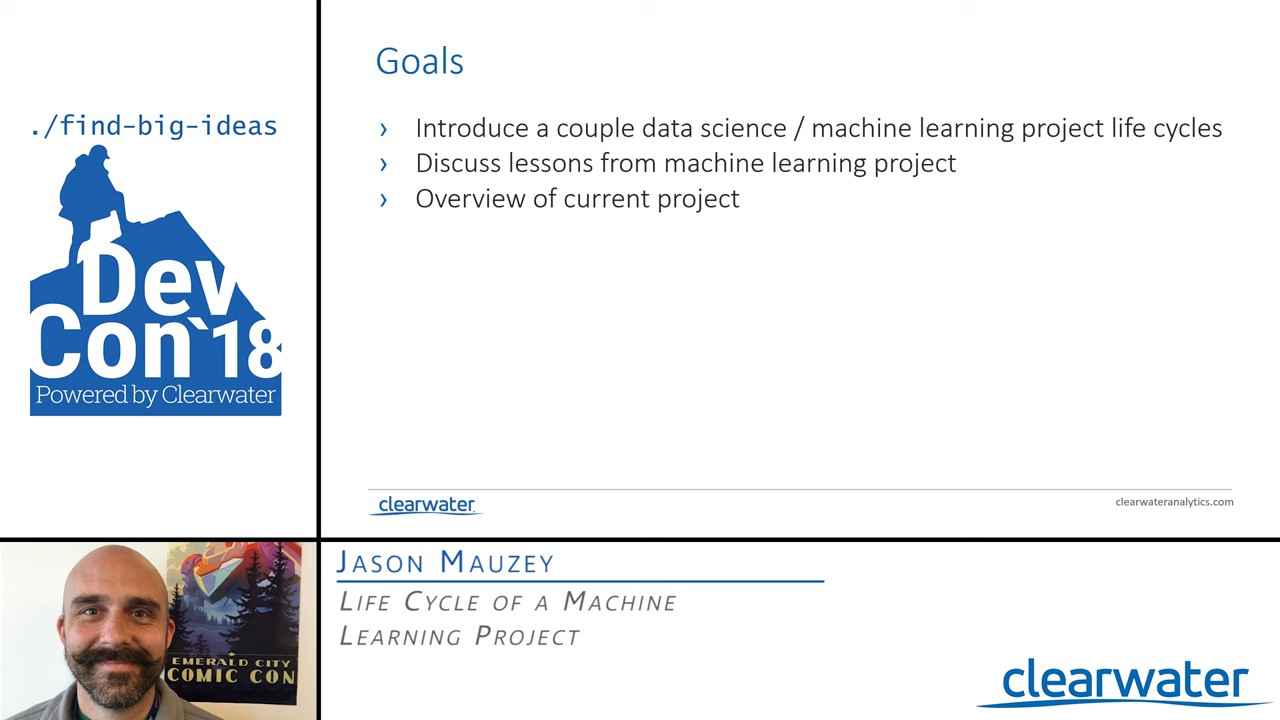 ./find-big-ideas
Dev
Con`18
Powered by Clearwater
Goals
› Introduce a couple data science / machine learning project life cycles
› Discuss lessons from machine learning project
› Overview of current project
clearwater
clearwateranalytics.com
EMERALD CITY
COMIC CON
JASON MAUZEY
LIFE CYCLE OF A MACHINE
LEARNING PROJECT
clearwater